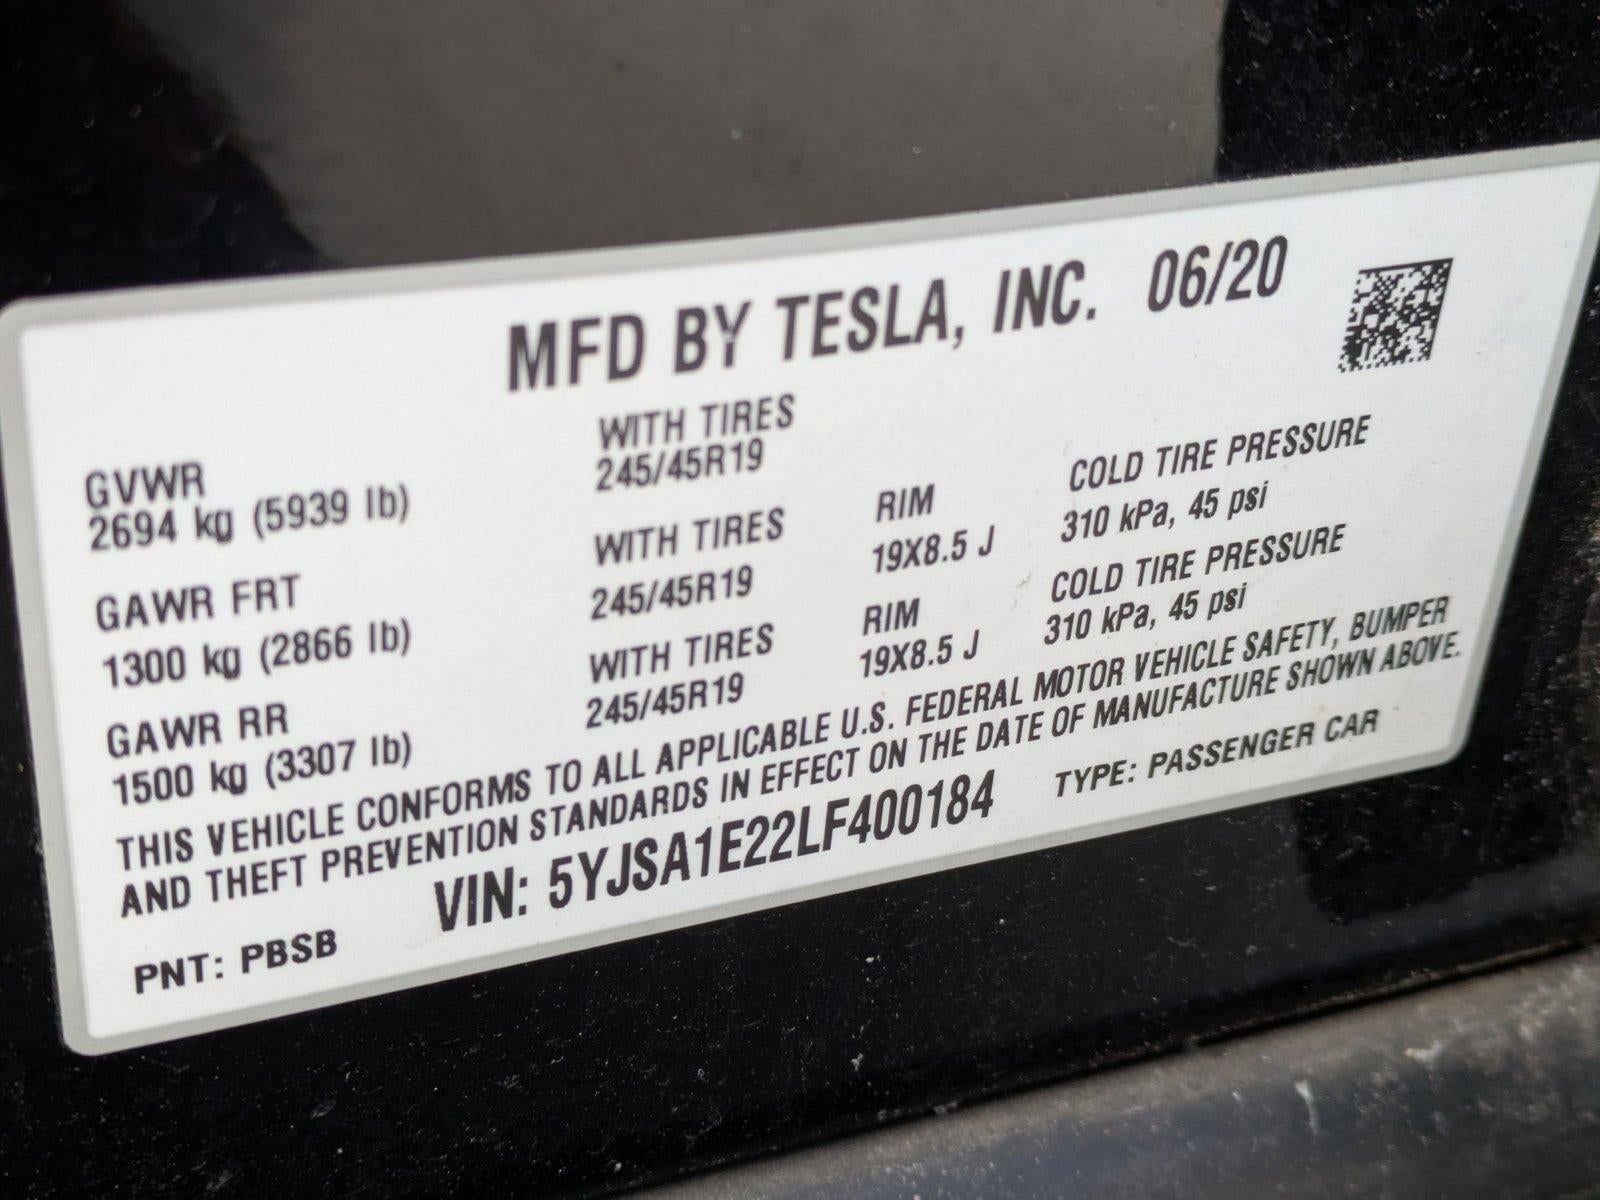 MFD BY TESLA, INC. 06/20
GVWR
2694 kg (5939 lb)
WITH TIRES
245/45R19
GAWR FRT
1300 kg (2866 lb)
WITH TIRES
245/45R19
RIM
19X8.5 J
COLD TIRE PRESSURE
310 kPa, 45 psi
GAWR RR
1500 kg (3307 lb)
WITH TIRES
245/45R19
RIM
19X8.5 J
COLD TIRE PRESSURE
310 kPa, 45 psi
THIS VEHICLE CONFORMS TO ALL APPLICABLE U.S. FEDERAL MOTOR VEHICLE SAFETY, BUMPER
AND THEFT PREVENTION STANDARDS IN EFFECT ON THE DATE OF MANUFACTURE SHOWN ABOVE.
VIN: 5YJSA1E22LF400184
TYPE: PASSENGER CAR
PNT: PBSB